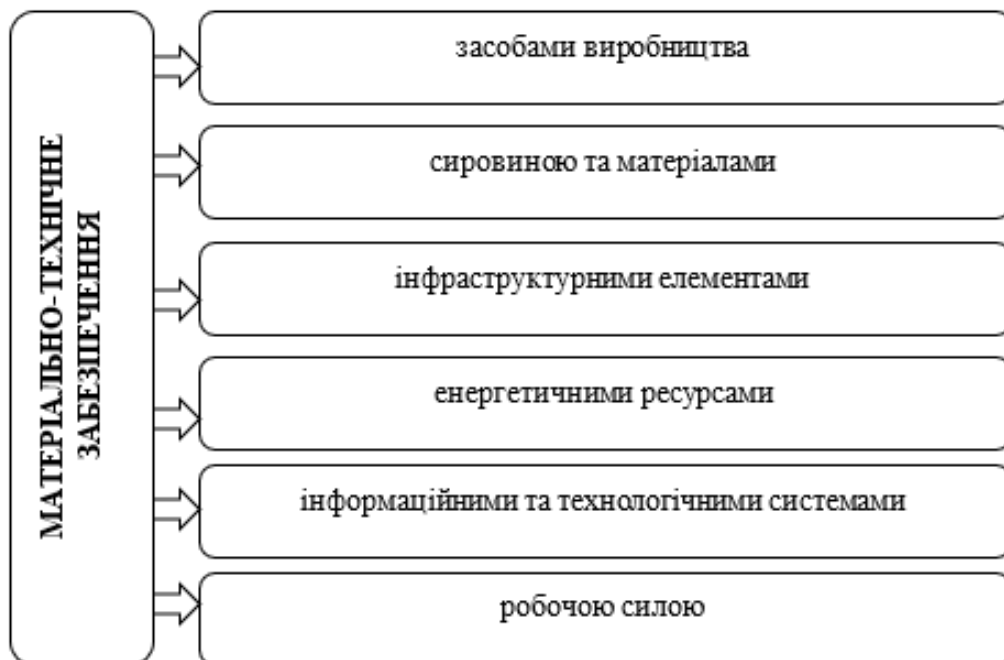 МАТЕРІАЛЬНО-ТЕХНІЧНЕ
ЗАБЕЗПЕЧЕННЯ
засобами виробництва
сировиною та матеріалами
інфраструктурними елементами
енергетичними ресурсами
інформаційними та технологічними системами
робочою силою